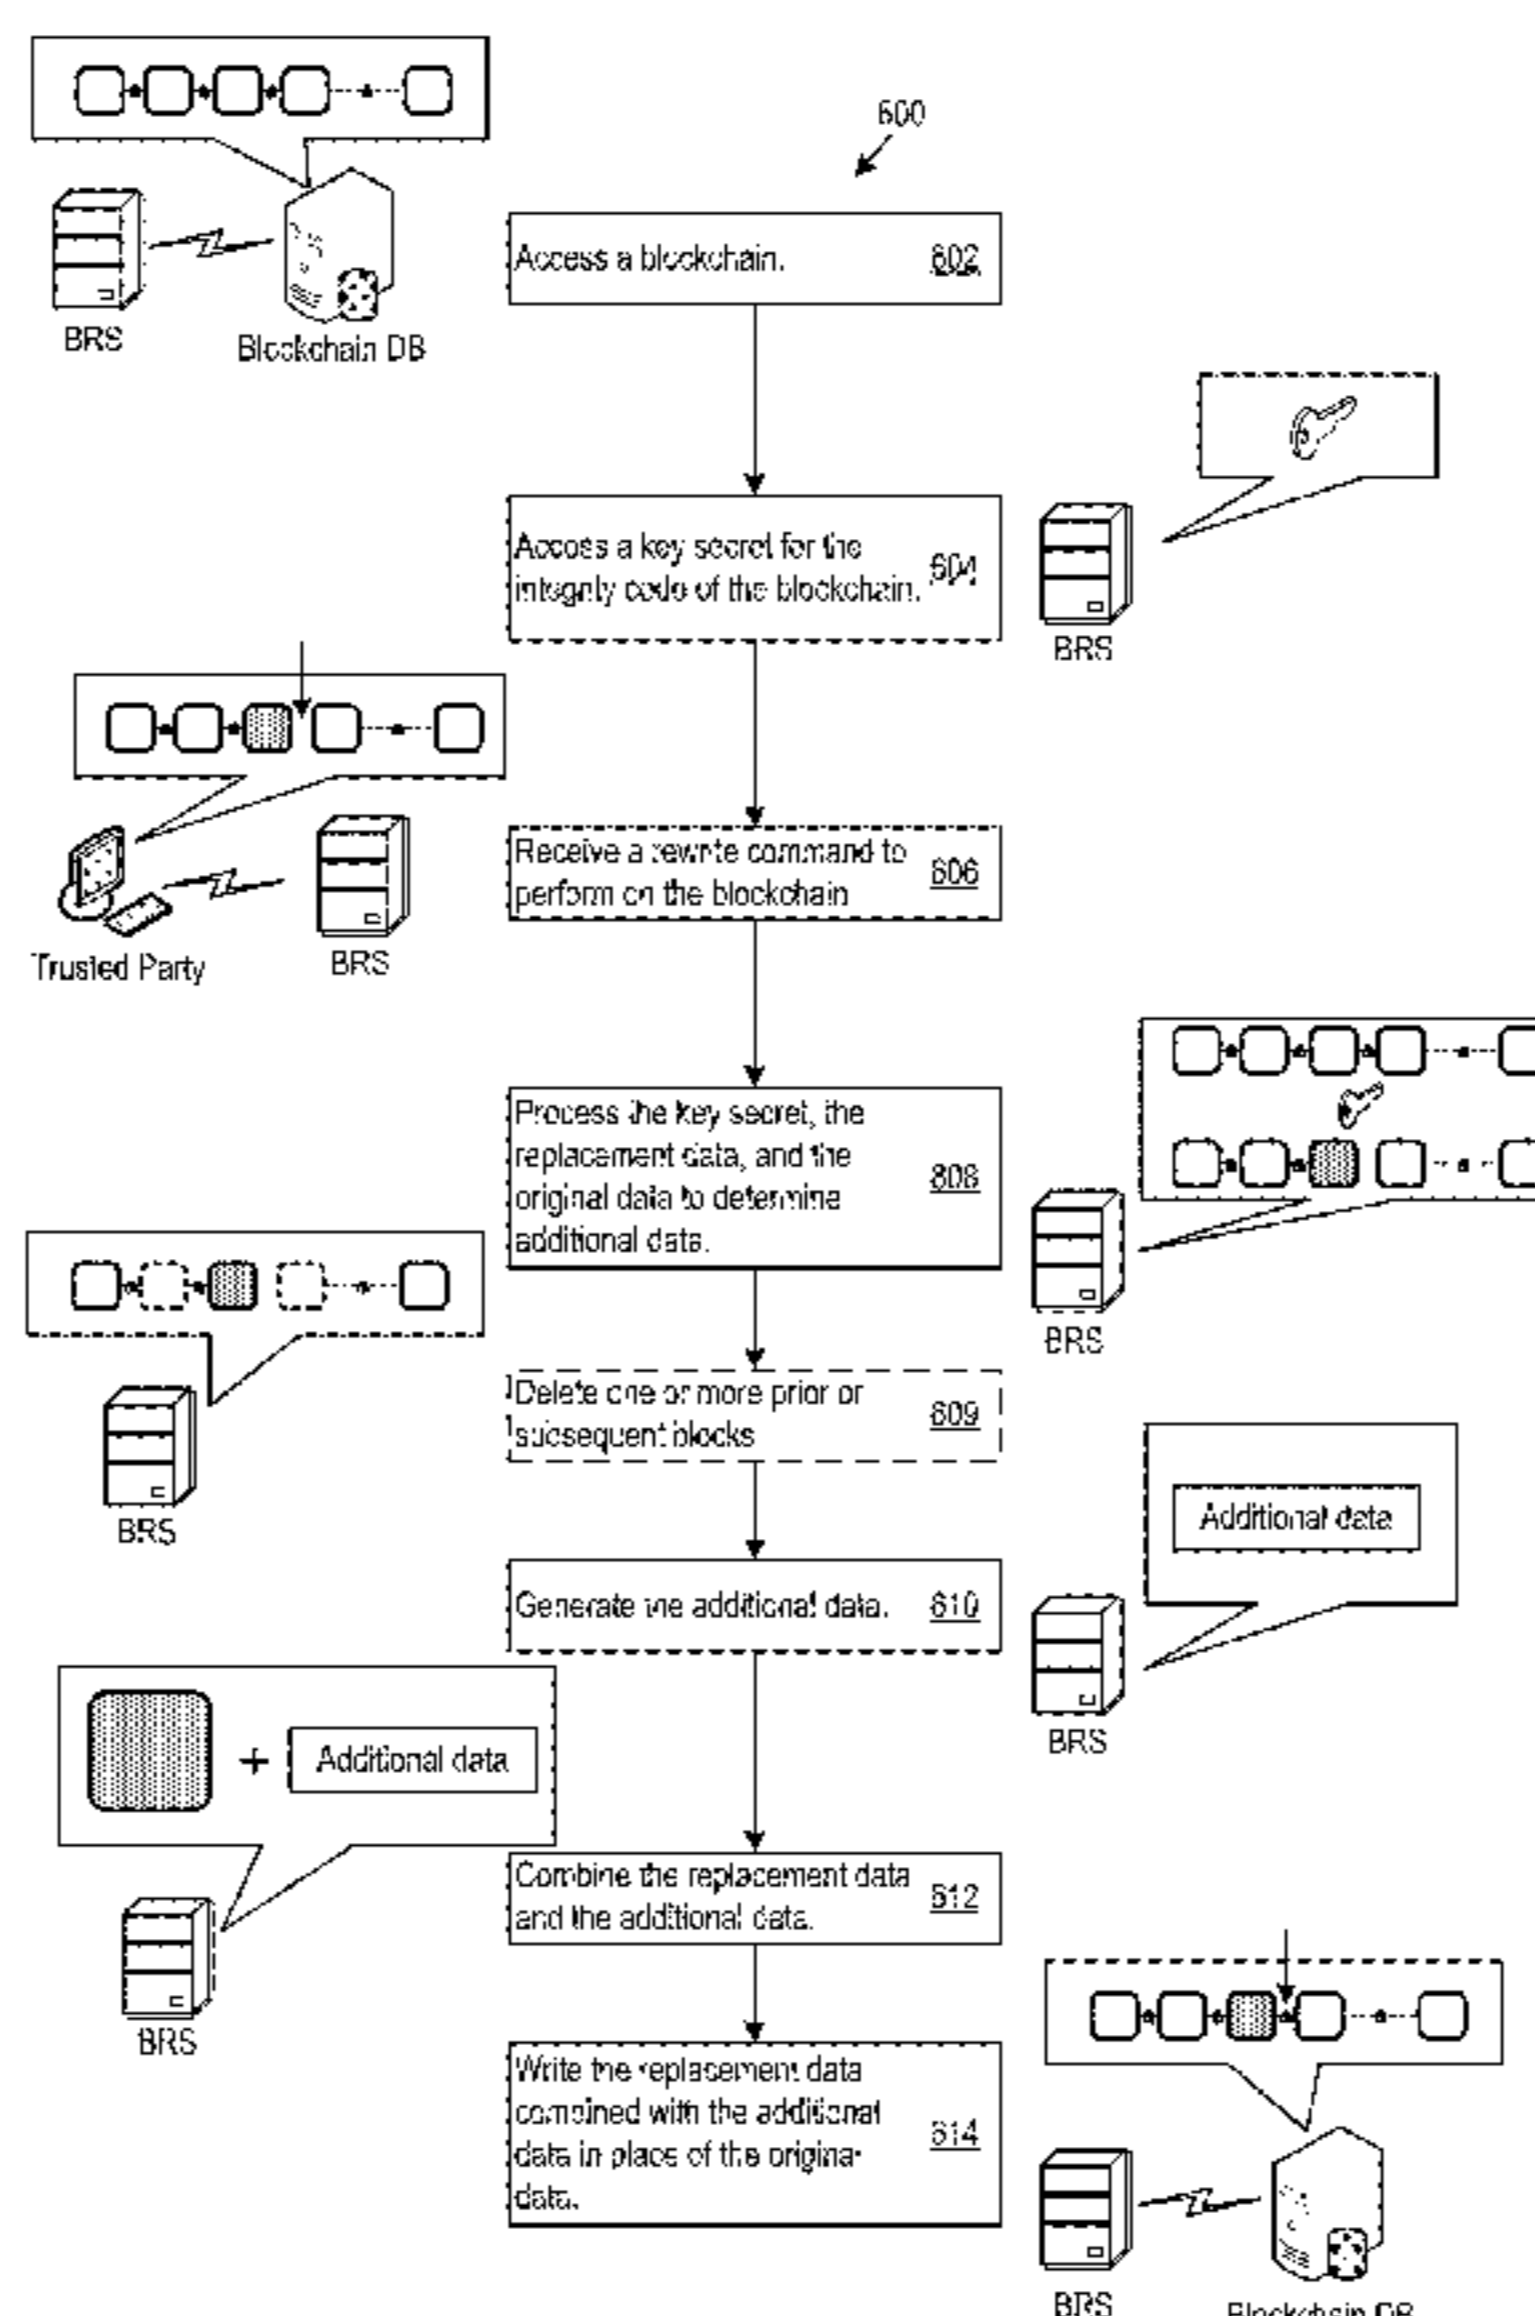 600
Access a blockchain. 602
BRS
Blockchain DB
Access a key secret for the
integrity code of the blockchain. 604
BRS
Receive a rewrite command to
perform on the blockchain 606
Trusted Party
BRS
Process the key secret, the
replacement data, and the
original data to determine
additional data.
608
BRS
Delete one or more prior or
subsequent blocks
609
BRS
Additional data
Generate the additional data. 610
BRS
Additional data
Combine the replacement data
and the additional data.
612
BRS
Write the replacement data
combined with the additional
data in place of the original
data.
614
BRS
Blockchain DB